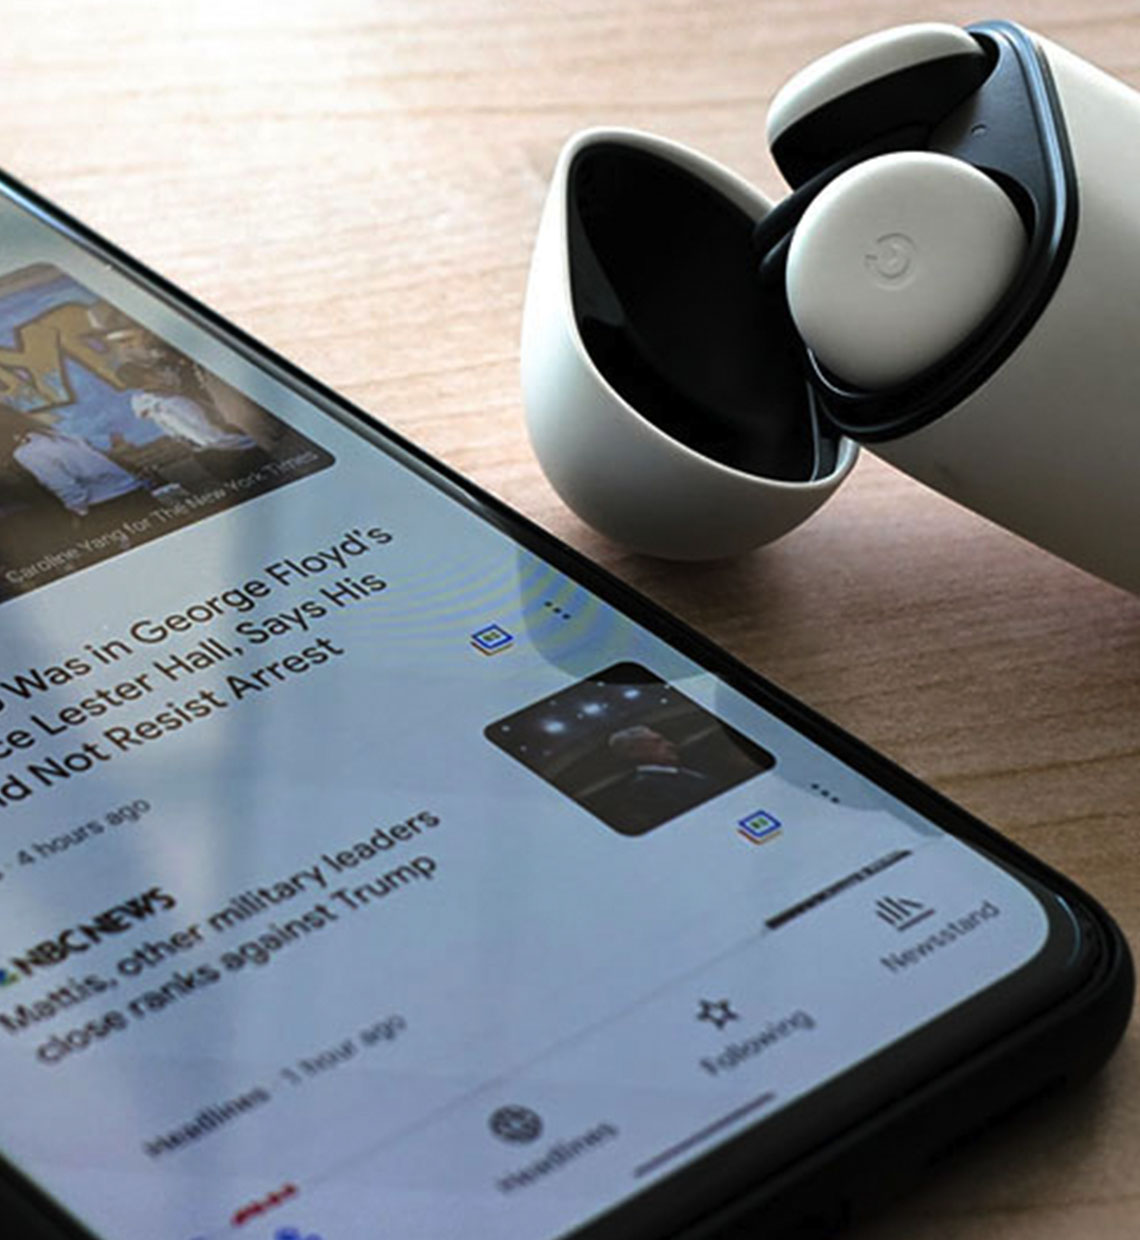 Caroline Yang for The New York Times
Was in George Floyd's
ce Lester Hall, Says His
d Not Resist Arrest
4 hours ago
NBC NEWS
Mattis, other military leaders
close ranks against Trump
Headlines · 1 hour ago
Headlines
Following
Newsstand